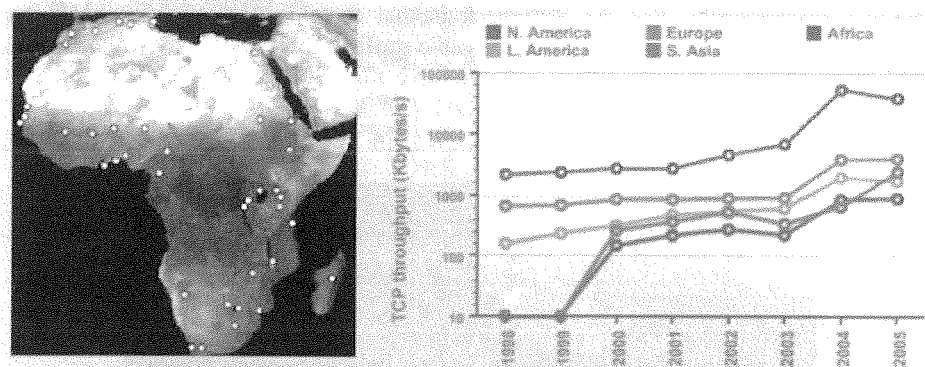 N. America Europe Africa
L. America S. Asia
TCP throughput (Kbytes/s)
100000
10000
1000
100
10
1998 1999 2000 2001 2002 2003 2004 2005